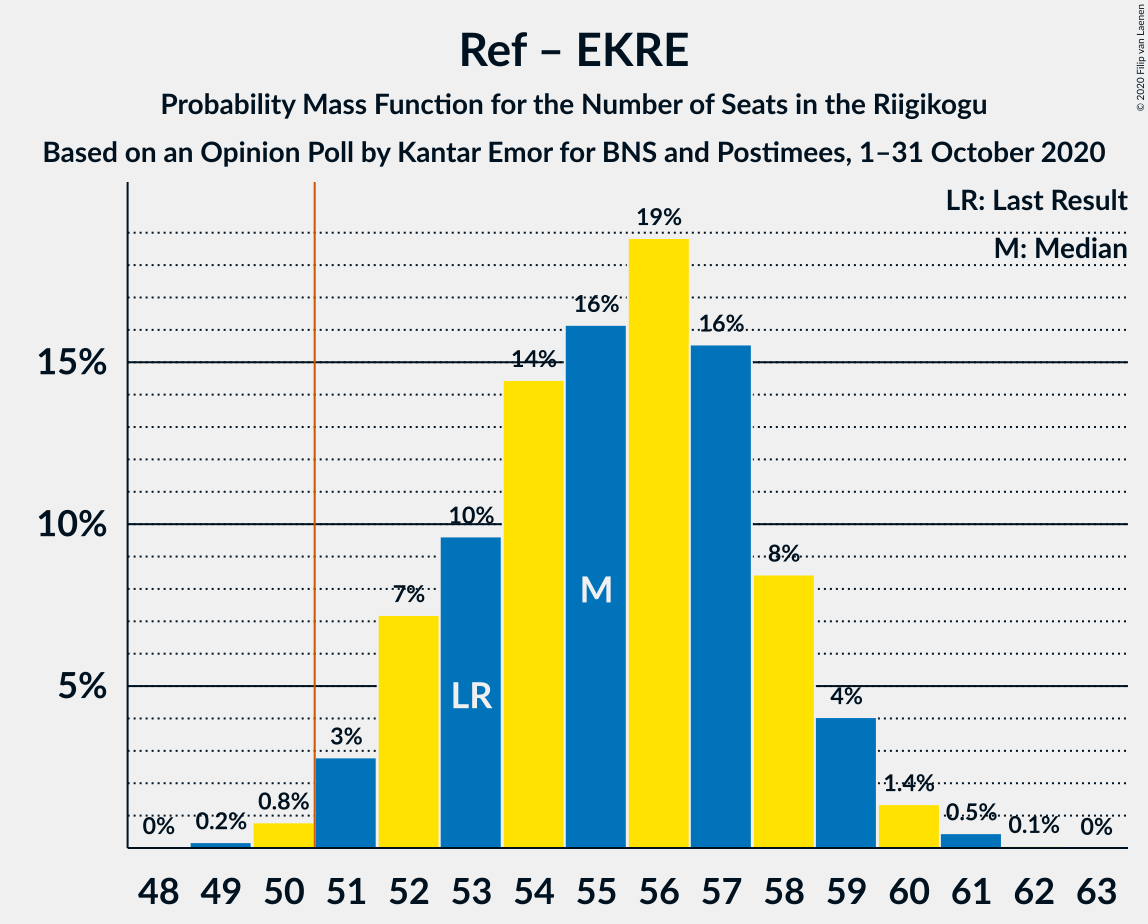 © 2020 Filip van Laenen
Ref – EKRE
Probability Mass Function for the Number of Seats in the Riigikogu
Based on an Opinion Poll by Kantar Emor for BNS and Postimees, 1–31 October 2020
LR: Last Result
M: Median
15%
10%
5%
0% 0.2% 0.8% 3% 7% 10% 14% 16% 19% 16% 8% 4% 1.4% 0.5% 0.1% 0%
LR
M
48 49 50 51 52 53 54 55 56 57 58 59 60 61 62 63